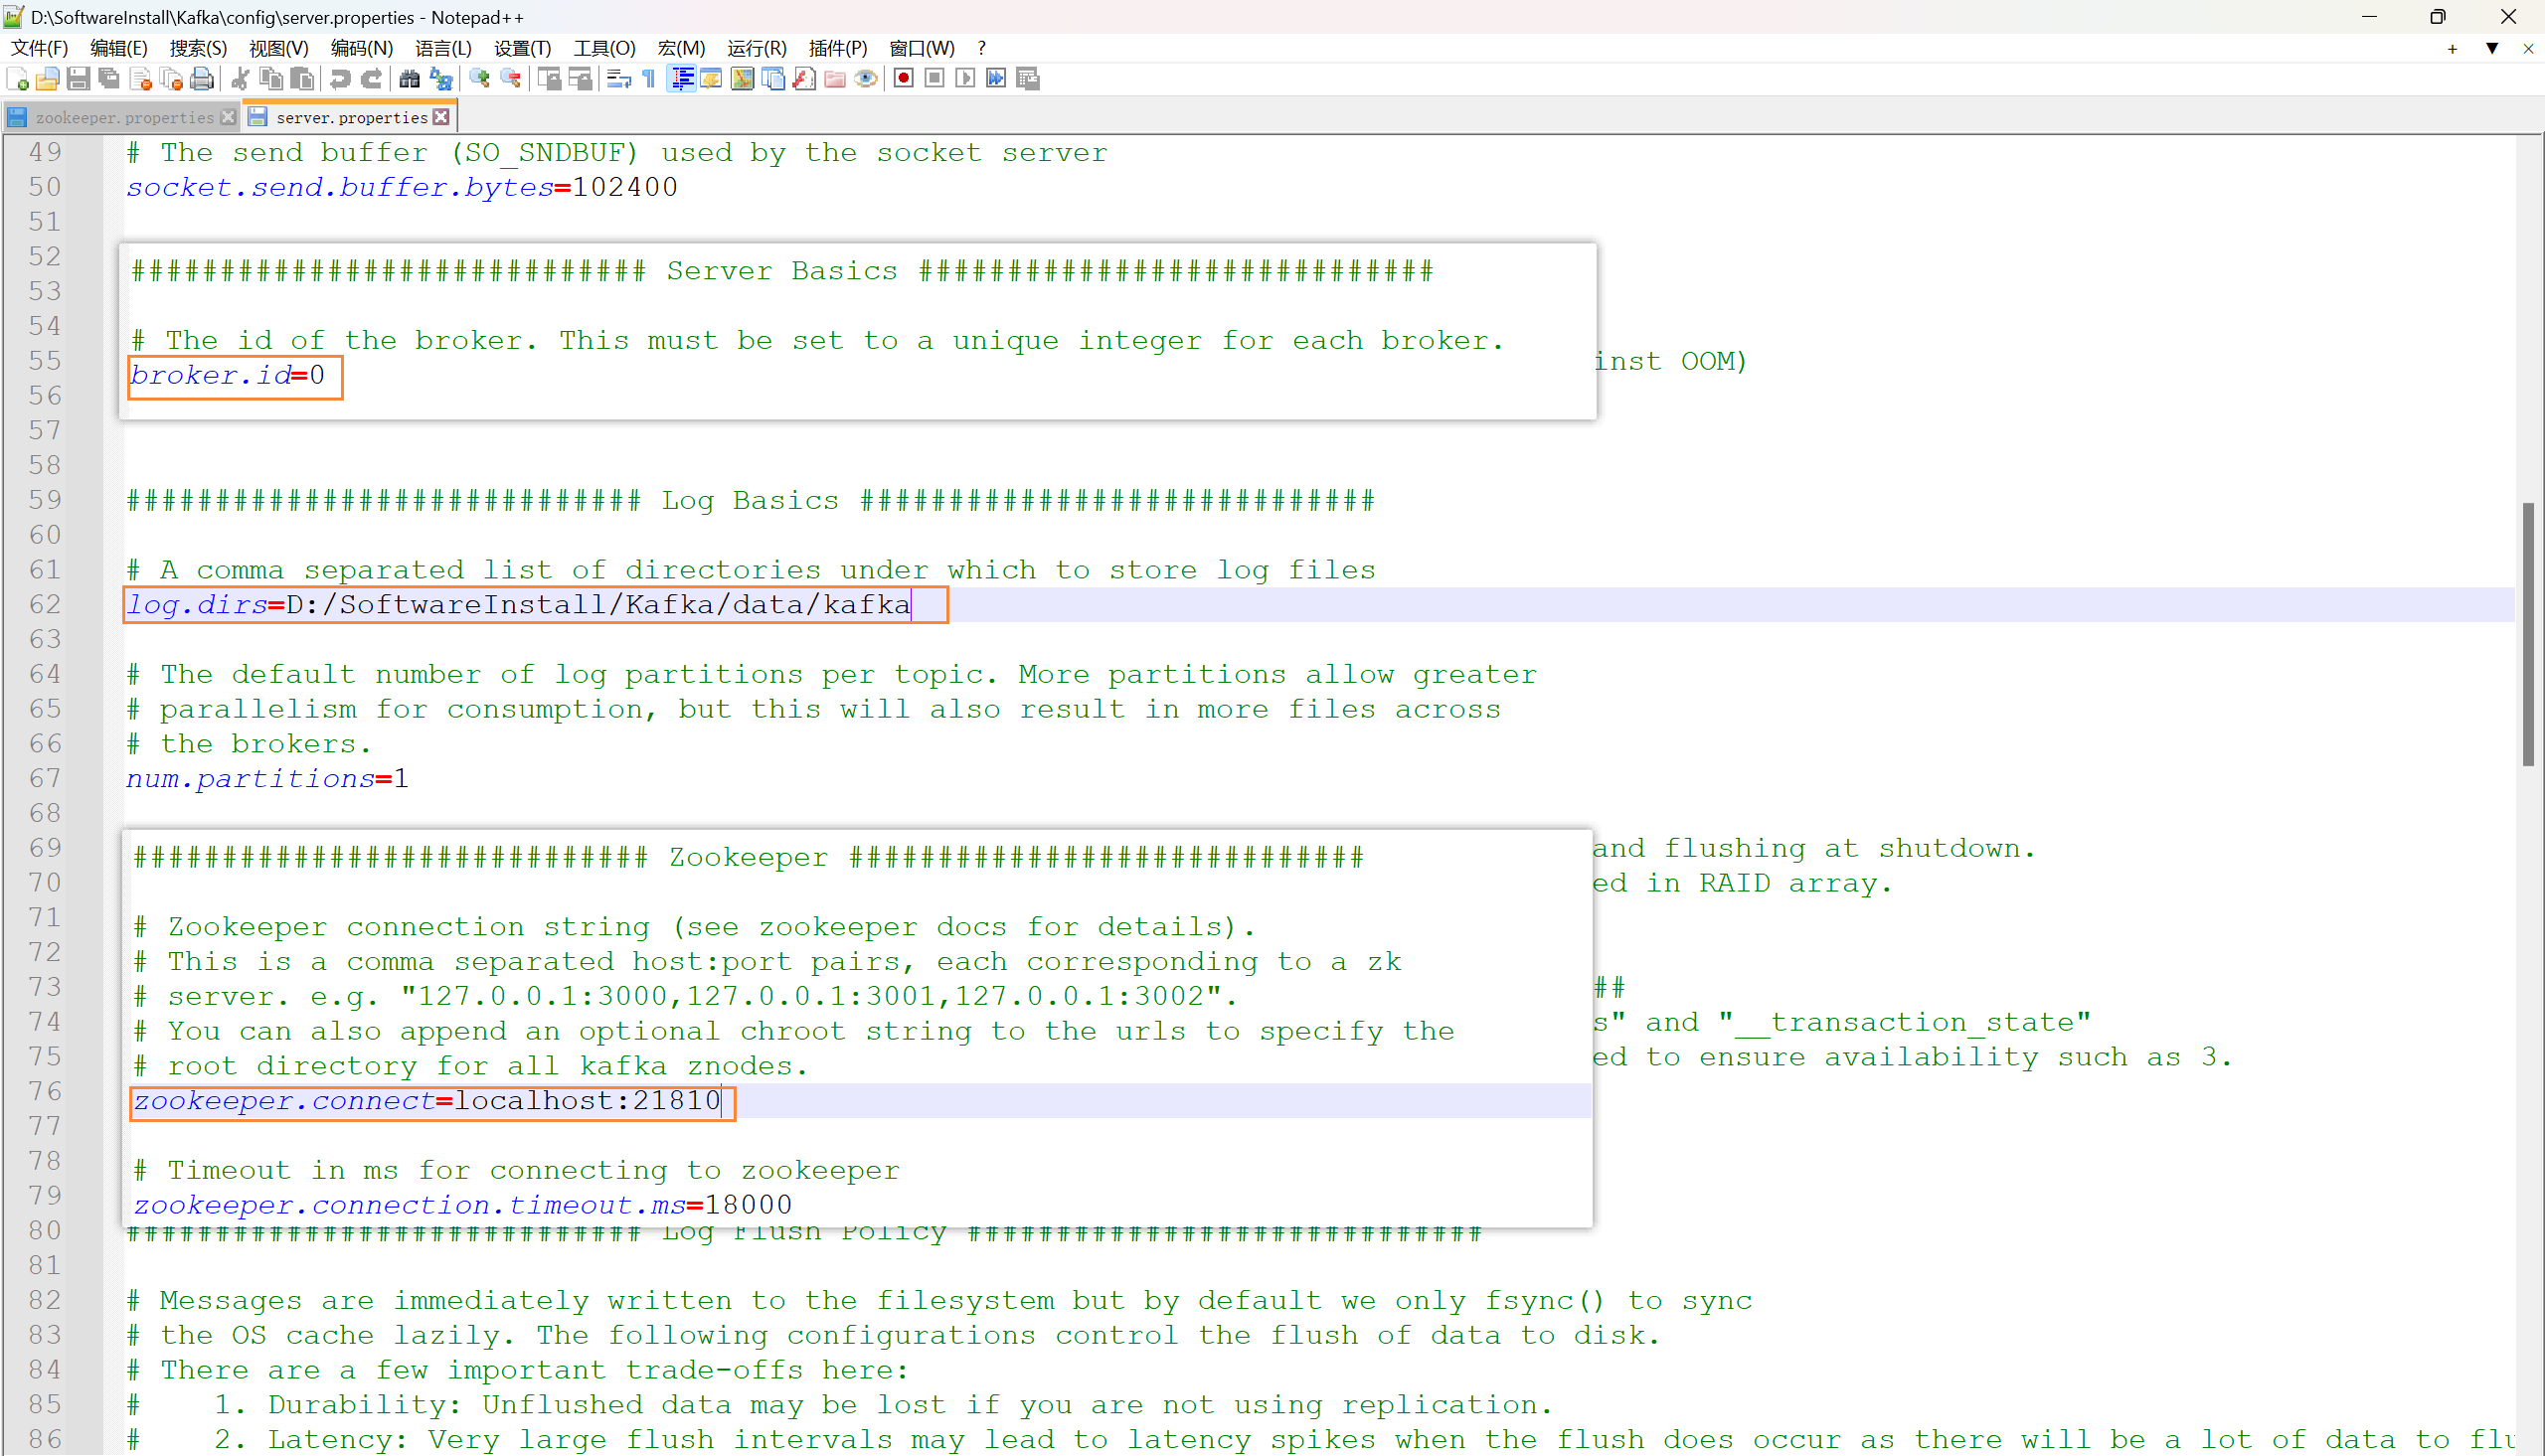 D:\SoftwareInstall\Kafka\config\server.properties - Notepad++
文件(F) 编辑(E) 搜索(S) 视图(V) 编码(N) 语言(L) 设置(T) 工具(O) 宏(M) 运行(R) 插件(P) 窗口(W) ?
zookeeper.properties server.properties
49 # The send buffer (SO_SNDBUF) used by the socket server
50 socket.send.buffer.bytes=102400
51
52
############################# Server Basics #############################
53
54
# The id of the broker. This must be set to a unique integer for each broker.
55 inst OOM)
broker.id=0
56
57
58
59 ############################# Log Basics #############################
60
61 # A comma separated list of directories under which to store log files
62 log.dirs=D:/SoftwareInstall/Kafka/data/kafka
63
64 # The default number of log partitions per topic. More partitions allow greater
65 # parallelism for consumption, but this will also result in more files across
66 # the brokers.
67 num.partitions=1
68
69 and flushing at shutdown.
############################# Zookeeper #############################
70 ed in RAID array.
71
# Zookeeper connection string (see zookeeper docs for details).
72
# This is a comma separated host:port pairs, each corresponding to a zk
73 ##
# server. e.g. "127.0.0.1:3000,127.0.0.1:3001,127.0.0.1:3002".
74 s" and "__transaction_state"
# You can also append an optional chroot string to the urls to specify the
75 ed to ensure availability such as 3.
# root directory for all kafka znodes.
76
zookeeper.connect=localhost:21810
77
78
# Timeout in ms for connecting to zookeeper
79
zookeeper.connection.timeout.ms=18000
80 ############################# Log Flush Policy #############################
81
82 # Messages are immediately written to the filesystem but by default we only fsync() to sync
83 # the OS cache lazily. The following configurations control the flush of data to disk.
84 # There are a few important trade-offs here:
85 #    1. Durability: Unflushed data may be lost if you are not using replication.
86 #    2. Latency: Very large flush intervals may lead to latency spikes when the flush does occur as there will be a lot of data to flu